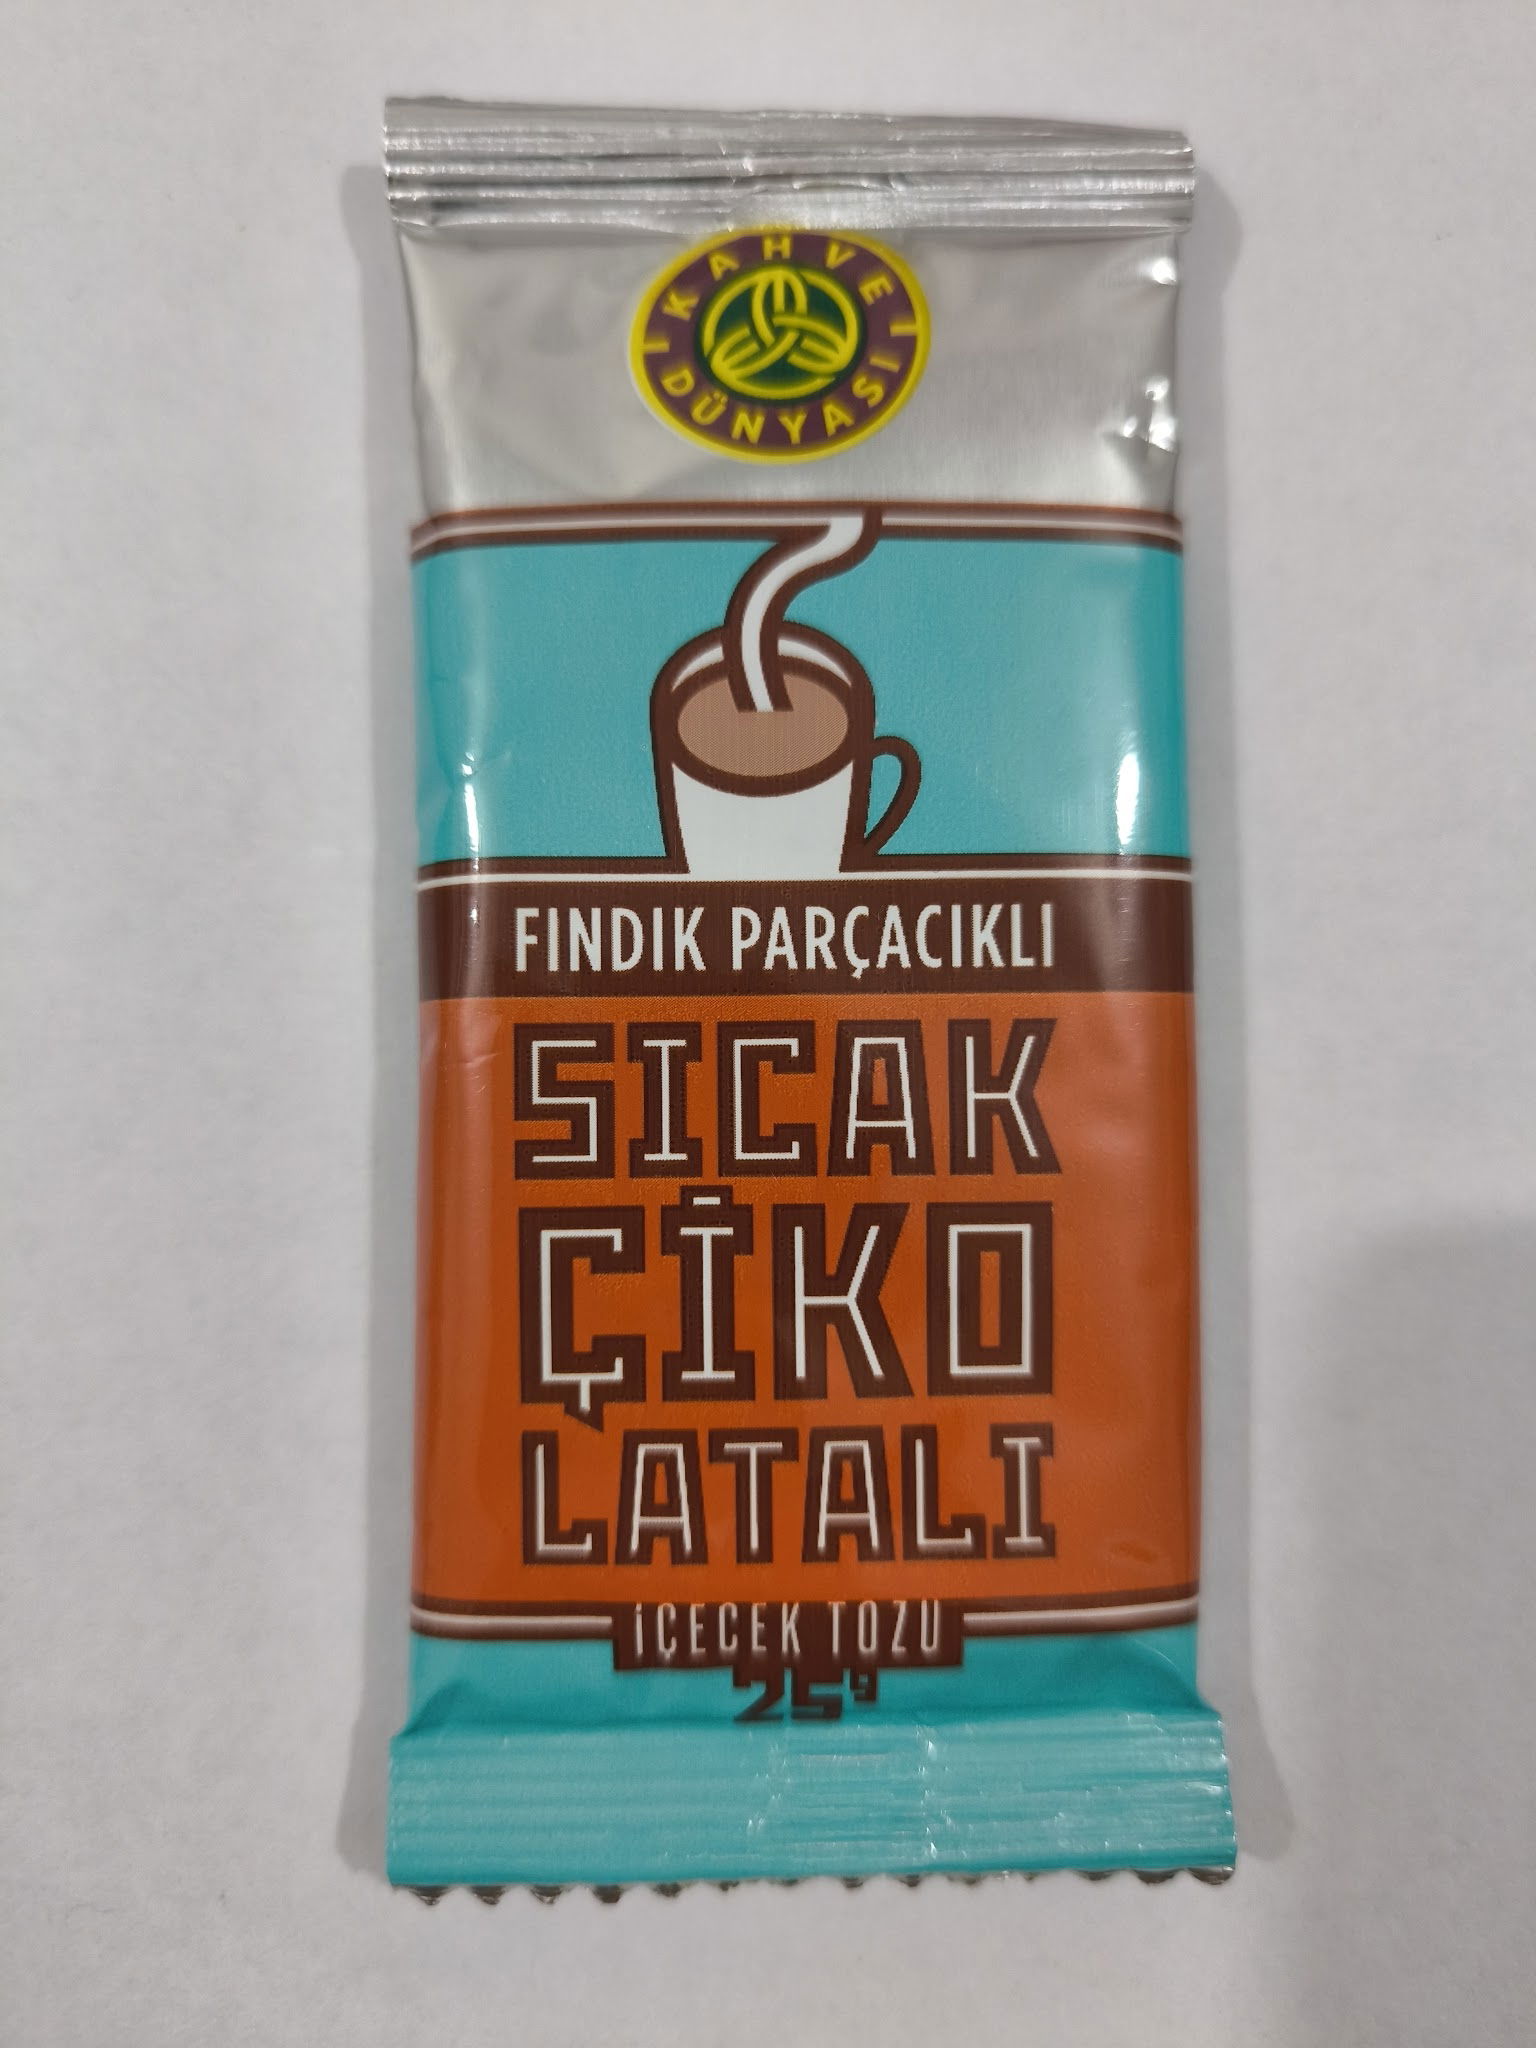 KAHVE
DÜNYASI
FINDIK PARÇACIKLI
SICAK
ÇİKO
LATALI
İÇECEK TOZU
25g